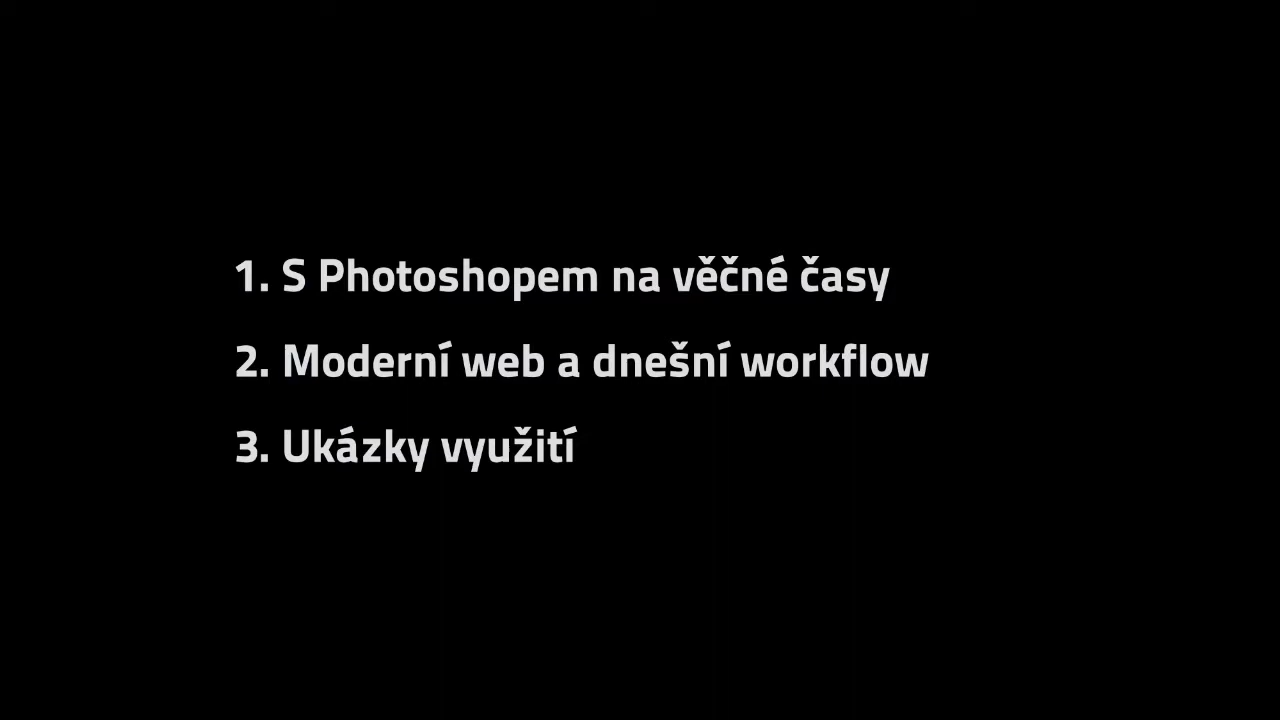 1. S Photoshopem na věčné časy
2. Moderní web a dnešní workflow
3. Ukázky využití